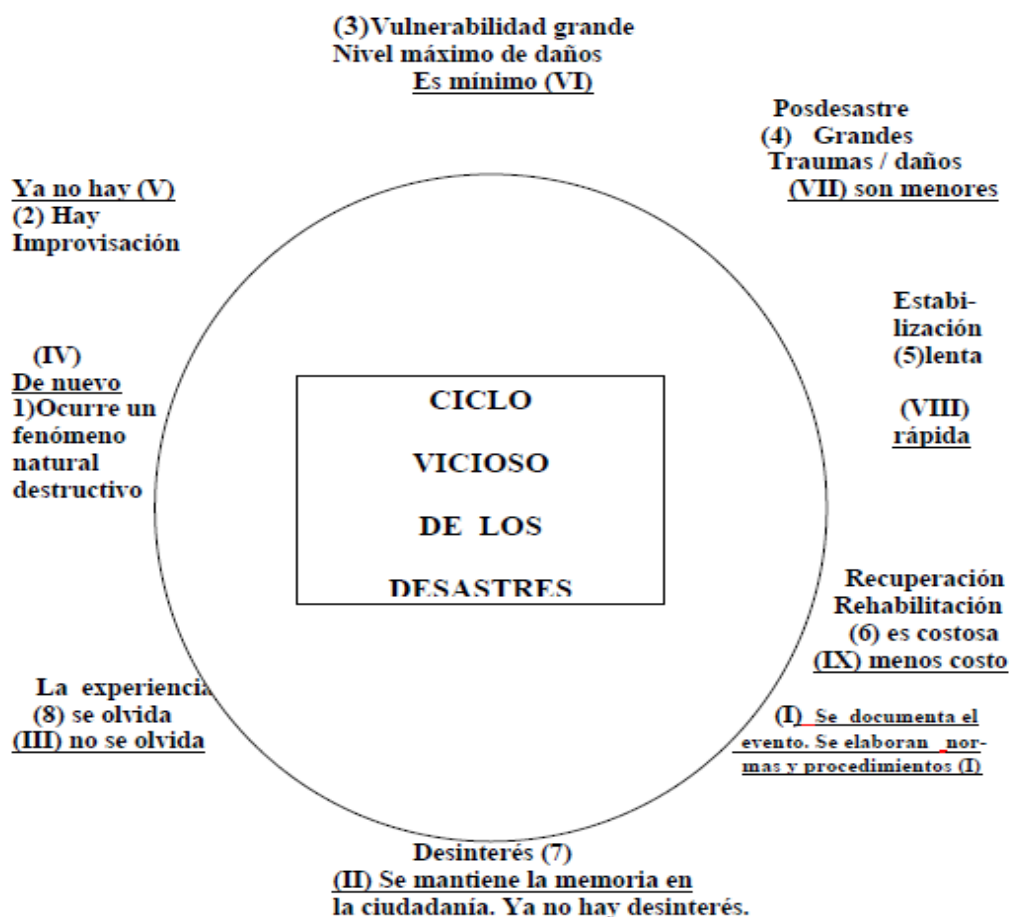 (3)Vulnerabilidad grande
Nivel máximo de daños
Es mínimo (VI)
Posdesastre
(4) Grandes
Traumas / daños
(VII) son menores
Ya no hay (V)
(2) Hay
Improvisación
Estabi-
lización
(5)lenta
(VIII)
rápida
(IV)
De nuevo
1)Ocurre un
fenómeno
natural
destructivo
CICLO
VICIOSO
DE LOS
DESASTRES
Recuperación
Rehabilitación
(6) es costosa
(IX) menos costo
La experiencia
(8) se olvida
(III) no se olvida
(I) Se documenta el
evento. Se elaboran nor-
mas y procedimientos (I)
Desinterés (7)
(II) Se mantiene la memoria en
la ciudadanía. Ya no hay desinterés.